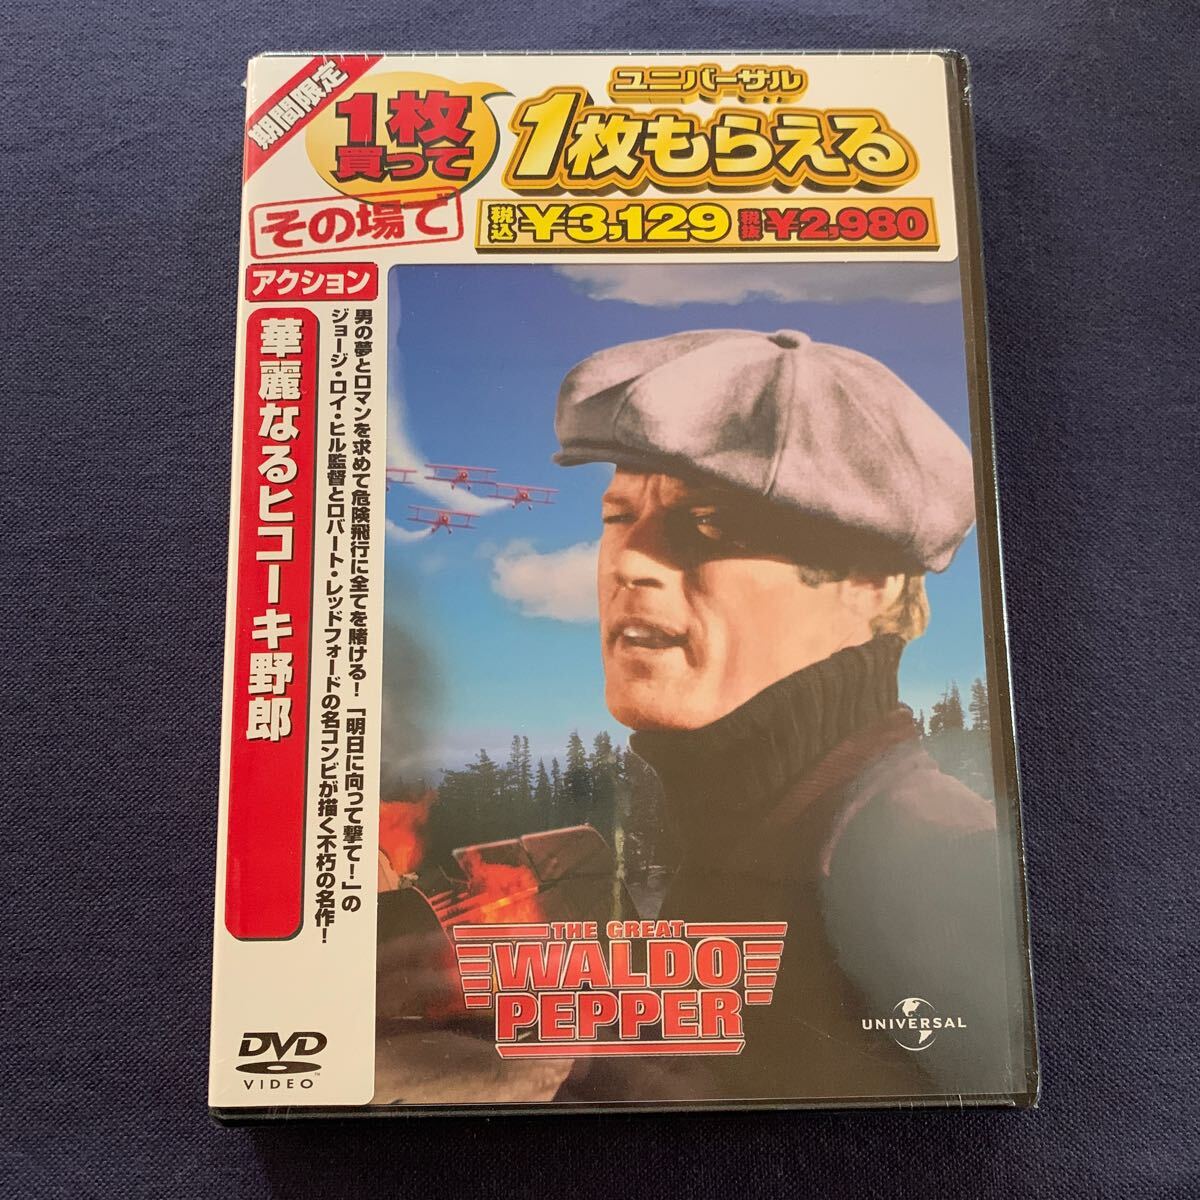 期間限定
1枚
買って
その場で
ユニバーサル
1枚もらえる
税込 ¥3,129 税抜 ¥2,980
アクション
男の夢とロマンを求めて危険飛行に全てを賭ける!「明日に向って撃て!」の
ジョージ・ロイ・ヒル監督とロバート・レッドフォードの名コンビが描く不朽の名作!
華麗なるヒコーキ野郎
THE GREAT
WALDO
PEPPER
UNIVERSAL
DVD
VIDEO